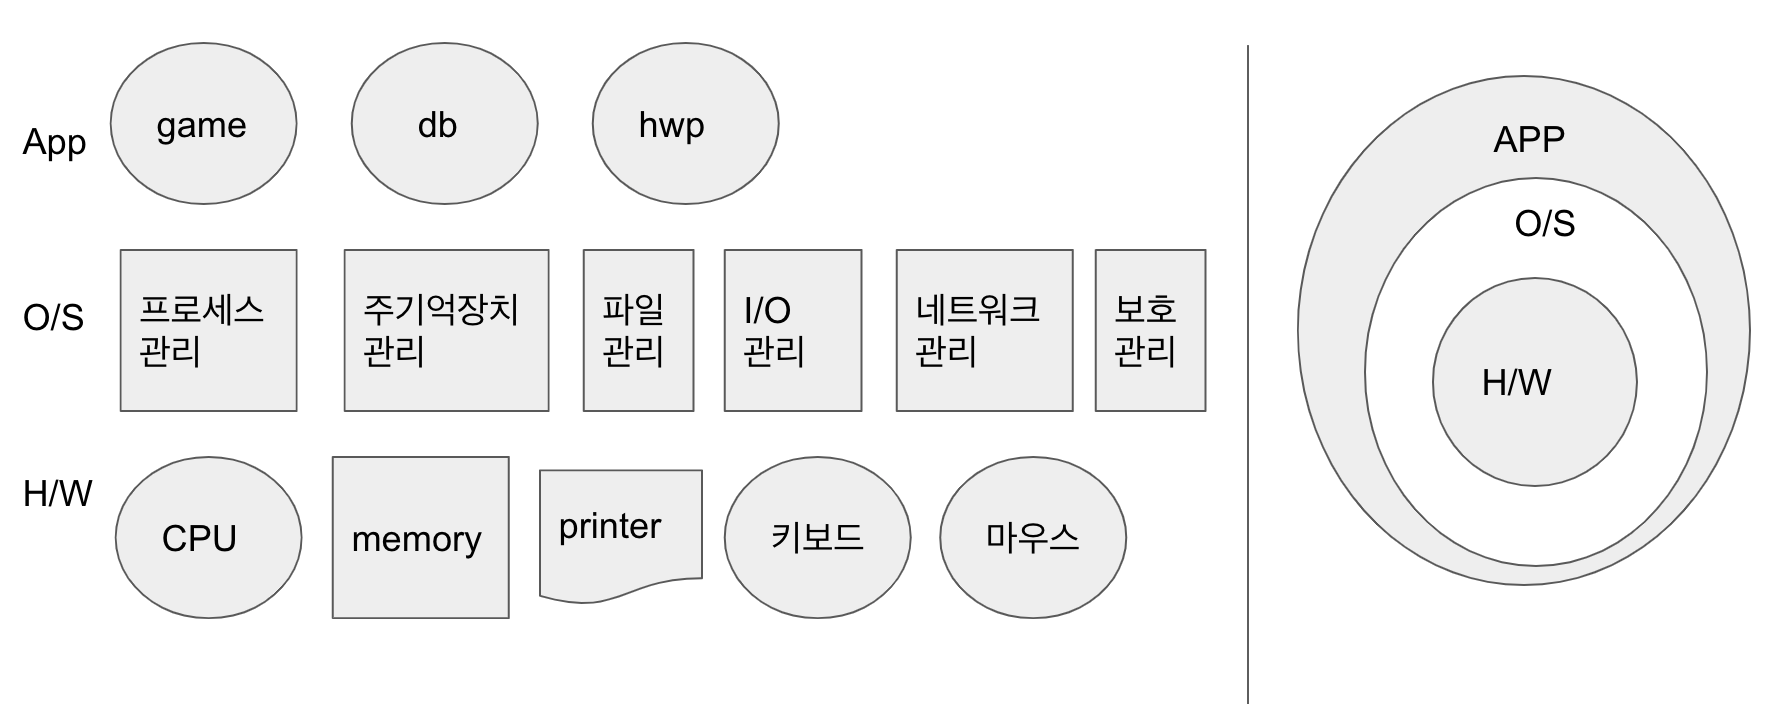 App
game
db
hwp
O/S
프로세스
관리
주기억장치
관리
파일
관리
I/O
관리
네트워크
관리
보호
관리
H/W
CPU
memory
printer
키보드
마우스
APP
O/S
H/W